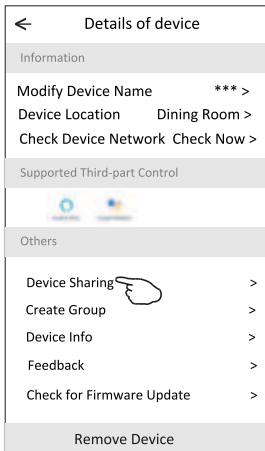 Details of device
Information
Modify Device Name *** >
Device Location Dining Room >
Check Device Network Check Now >
Supported Third-part Control
Others
Device Sharing >
Create Group >
Device Info >
Feedback >
Check for Firmware Update >
Remove Device